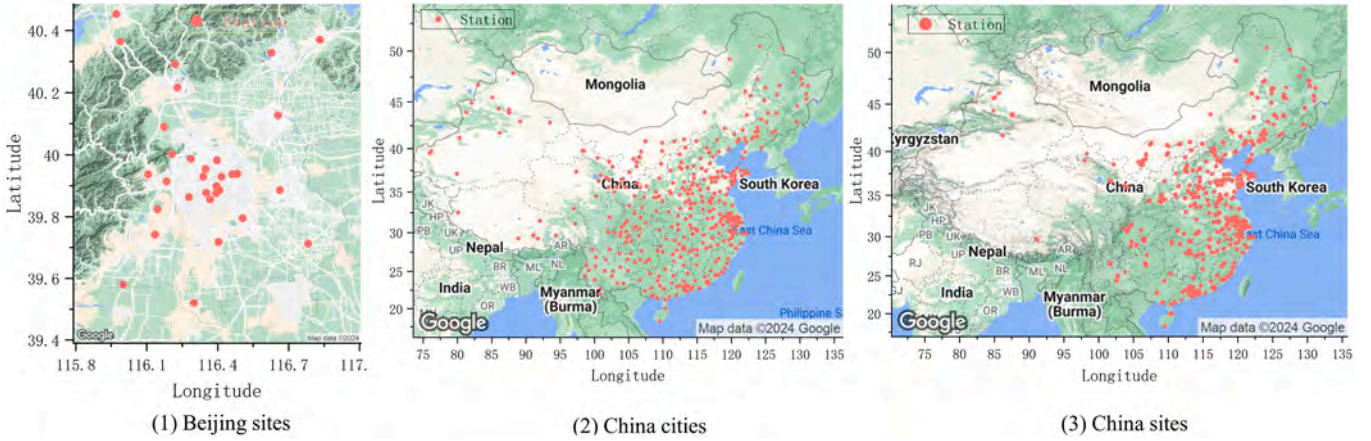 Station
40.4
40.2
40
39.8
39.6
39.4
Latitude
Google
Map data ©2024
115.8
116.1
116.4
116.7
117.
Longitude
(1) Beijing sites
Station
50
45
40
35
30
25
20
Latitude
Mongolia
China
South Korea
East China Sea
JK
HP
PB
UK
UP
Nepal
AR
BR
ML
NL
WB
India
OR
Myanmar
(Burma)
Philippine S
Google
Map data ©2024 Google
75
80
85
90
95
100
105
110
115
120
125
130
135
Longitude
(2) China cities
Station
50
45
40
35
30
25
20
Latitude
Mongolia
Kyrgyzstan
China
South Korea
East China Sea
JK
HP
PB
UK
UP
Nepal
AR
RJ
BR
ML
NL
WB
GJ
India
OR
Myanmar
(Burma)
Google
Map data ©2024 Google
75
80
85
90
95
100
105
110
115
120
125
130
135
Longitude
(3) China sites